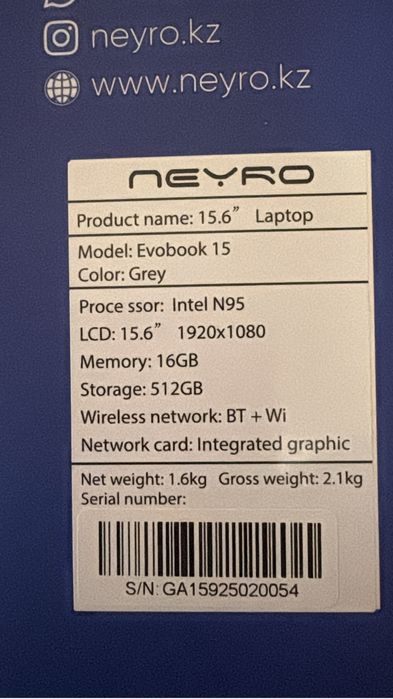 neyro.kz
www.neyro.kz
NEYRO
Product name: 15.6” Laptop
Model: Evobook 15
Color: Grey
Proce ssor: Intel N95
LCD: 15.6” 1920x1080
Memory: 16GB
Storage: 512GB
Wireless network: BT + Wi
Network card: Integrated graphic
Net weight: 1.6kg Gross weight: 2.1kg
Serial number:
S/N: GA15925020054